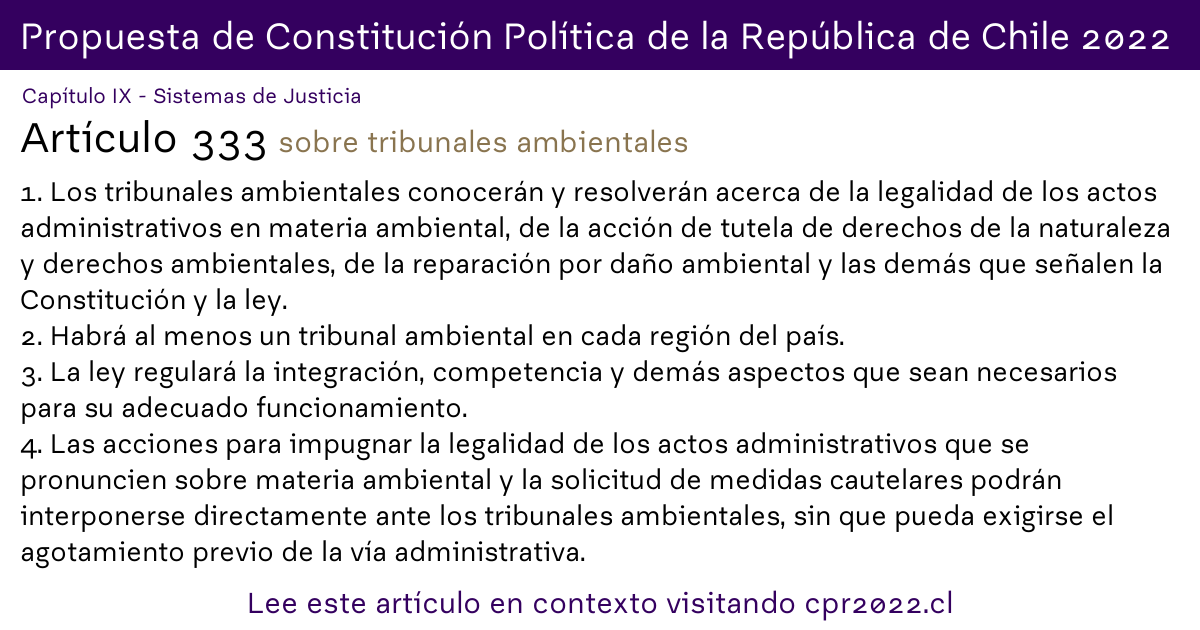 Propuesta de Constitución Política de la República de Chile 2022
Capítulo IX - Sistemas de Justicia
Artículo 333 sobre tribunales ambientales
1. Los tribunales ambientales conocerán y resolverán acerca de la legalidad de los actos
administrativos en materia ambiental, de la acción de tutela de derechos de la naturaleza
y derechos ambientales, de la reparación por daño ambiental y las demás que señalen la
Constitución y la ley.
2. Habrá al menos un tribunal ambiental en cada región del país.
3. La ley regulará la integración, competencia y demás aspectos que sean necesarios
para su adecuado funcionamiento.
4. Las acciones para impugnar la legalidad de los actos administrativos que se
pronuncien sobre materia ambiental y la solicitud de medidas cautelares podrán
interponerse directamente ante los tribunales ambientales, sin que pueda exigirse el
agotamiento previo de la vía administrativa.
Lee este artículo en contexto visitando cpr2022.cl